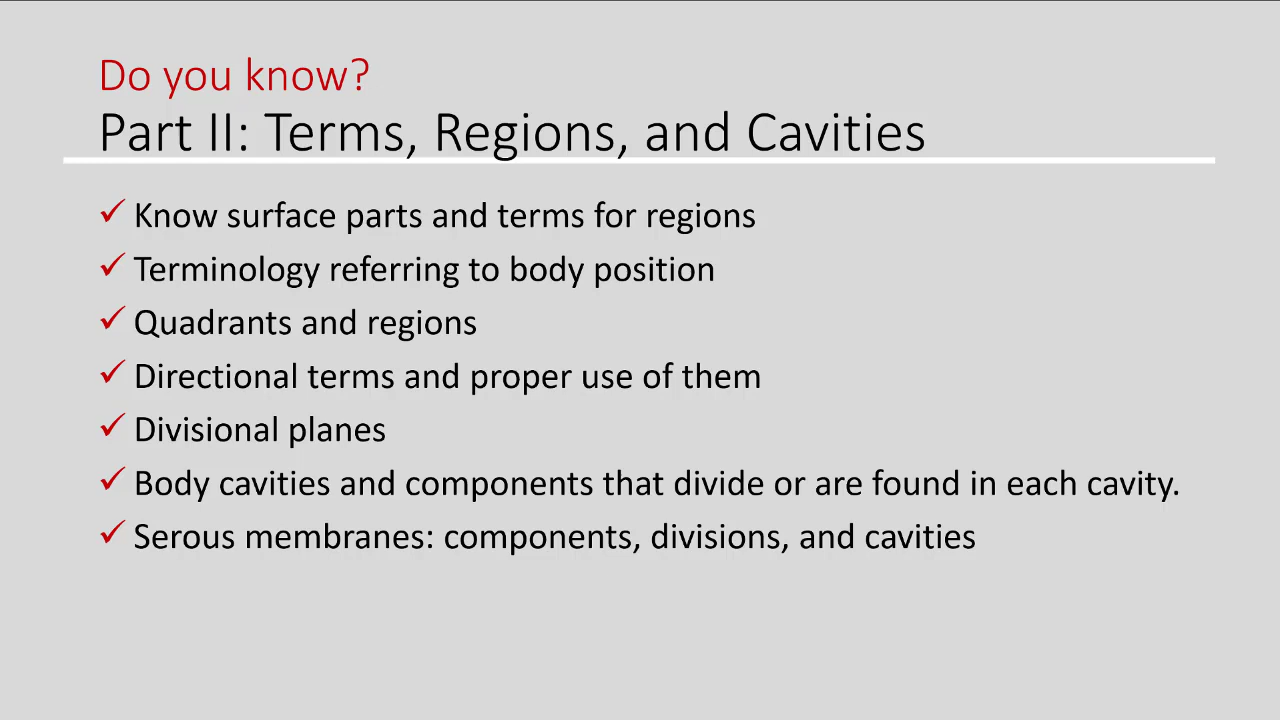 Do you know?
Part II: Terms, Regions, and Cavities
✓ Know surface parts and terms for regions
✓ Terminology referring to body position
✓ Quadrants and regions
✓ Directional terms and proper use of them
✓ Divisional planes
✓ Body cavities and components that divide or are found in each cavity.
✓ Serous membranes: components, divisions, and cavities